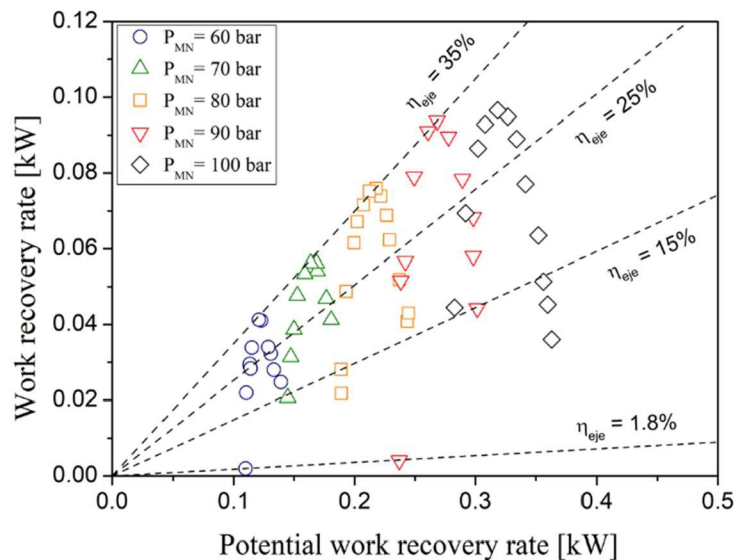 0.12
0.10
0.08
0.06
0.04
0.02
0.00
Work recovery rate [kW]
P_MN = 60 bar
P_MN = 70 bar
P_MN = 80 bar
P_MN = 90 bar
P_MN = 100 bar
η_eje = 35%
η_eje = 25%
η_eje = 15%
η_eje = 1.8%
0.0 0.1 0.2 0.3 0.4 0.5
Potential work recovery rate [kW]